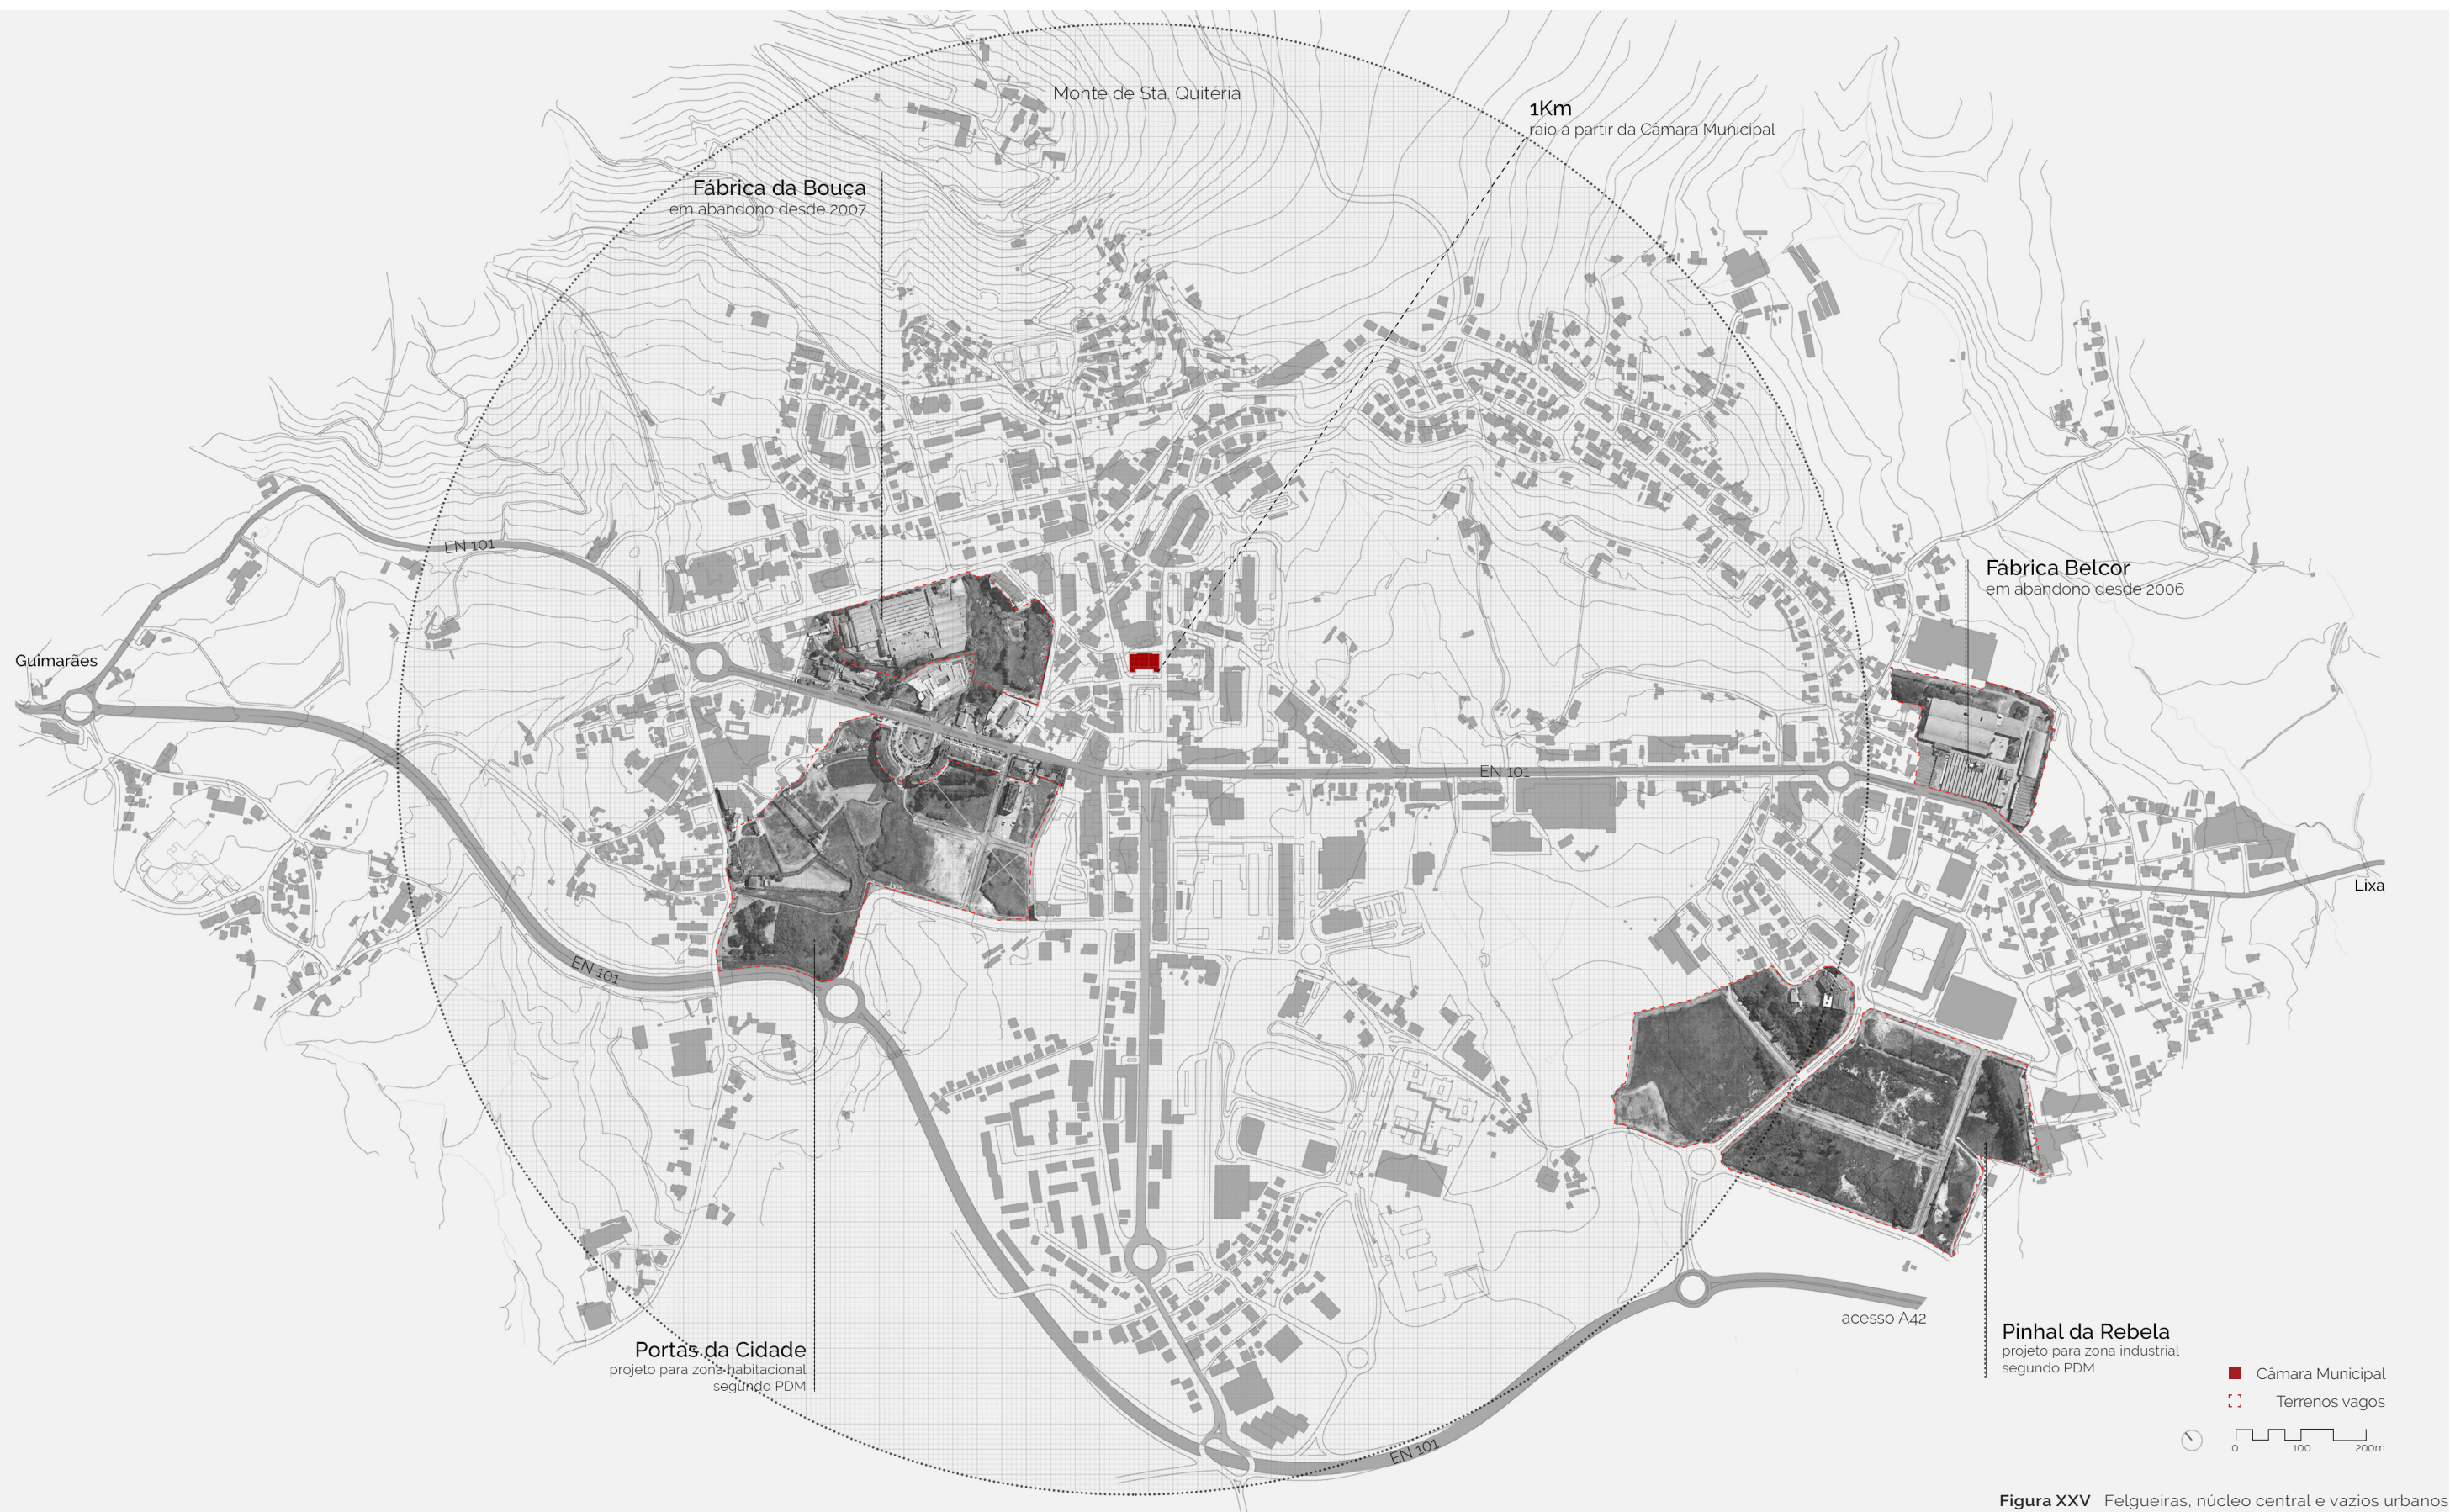 Monte de Sta. Quitéria
1Km
raio a partir da Câmara Municipal
Fábrica da Bouça
em abandono desde 2007
EN 101
Fábrica Belcor
em abandono desde 2006
Guimarães
EN 101
Lixa
EN 101
Portas da Cidade
projeto para zona habitacional
segundo PDM
acesso A42
Pinhal da Rebela
projeto para zona industrial
segundo PDM
Câmara Municipal
Terrenos vagos
0 100 200m
EN 101
Figura XXV Felgueiras, núcleo central e vazios urbanos